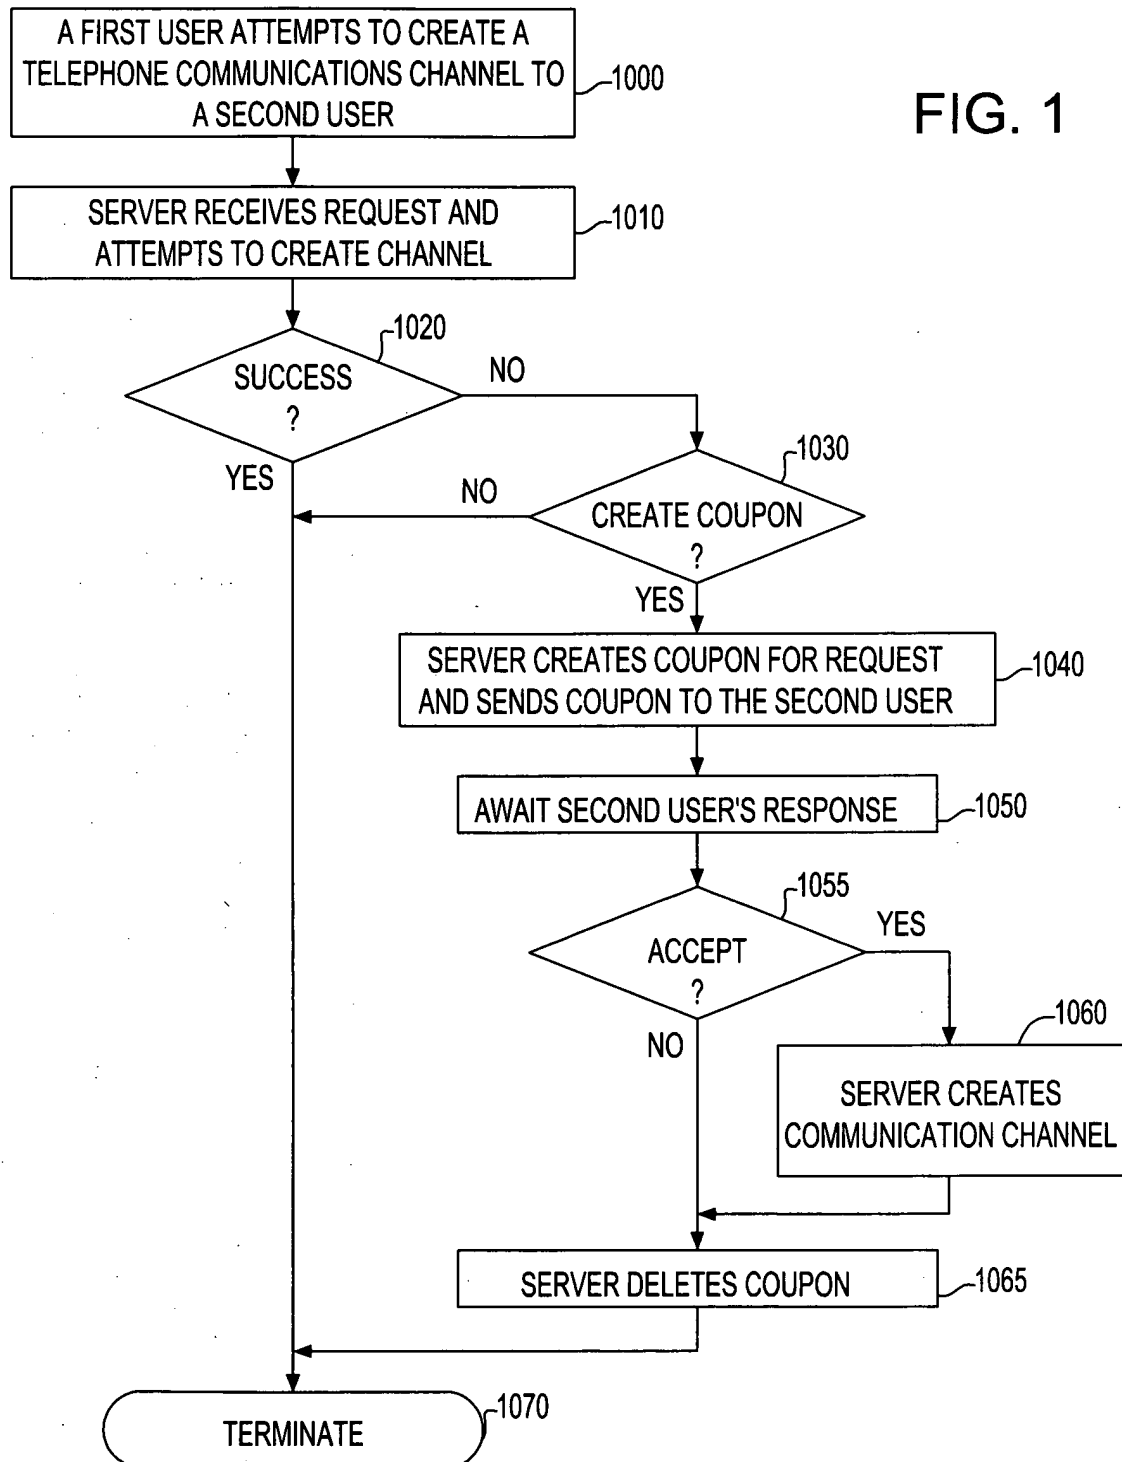 A FIRST USER ATTEMPTS TO CREATE A
TELEPHONE COMMUNICATIONS CHANNEL TO
A SECOND USER
1000
FIG. 1
SERVER RECEIVES REQUEST AND
ATTEMPTS TO CREATE CHANNEL
1010
1020
SUCCESS
?
NO
YES
1030
NO
CREATE COUPON
?
YES
SERVER CREATES COUPON FOR REQUEST
AND SENDS COUPON TO THE SECOND USER
1040
AWAIT SECOND USER'S RESPONSE
1050
1055
YES
ACCEPT
?
NO
1060
SERVER CREATES
COMMUNICATION CHANNEL
SERVER DELETES COUPON
1065
1070
TERMINATE